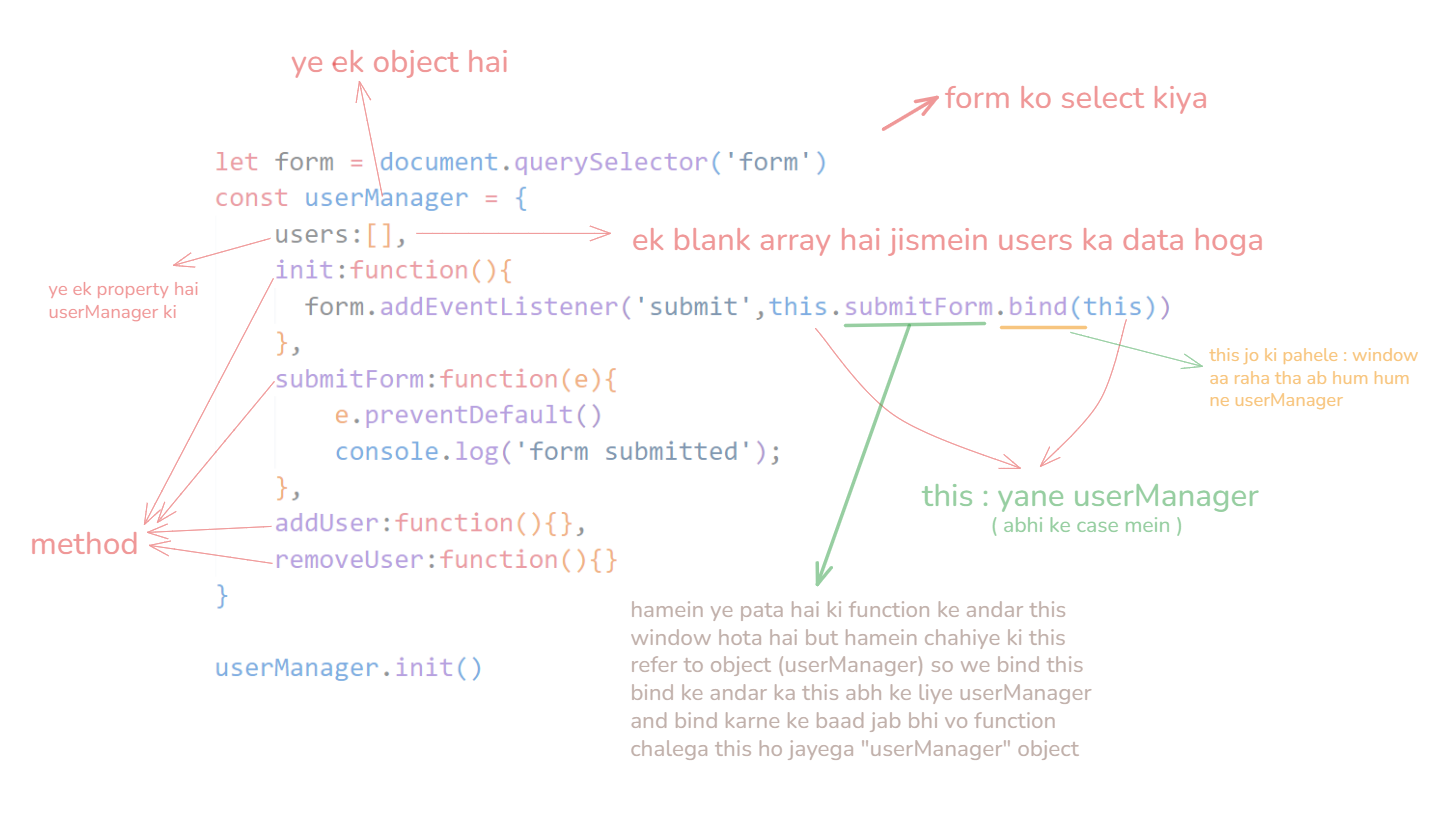 ye ek object hai
form ko select kiya
let form = document.querySelector('form')
const userManager = {
users:[],
ek blank array hai jismein users ka data hoga
init:function(){
ye ek property hai
userManager ki
form.addEventListener('submit',this.submitForm.bind(this))
},
this jo ki pahele : window
aa raha tha ab hum hum
ne userManager
submitForm:function(e){
e.preventDefault()
console.log('form submitted');
},
this : yane userManager
( abhi ke case mein )
addUser:function(){},
method
removeUser:function(){}
}
hamein ye pata hai ki function ke andar this
window hota hai but hamein chahiye ki this
refer to object (userManager) so we bind this
bind ke andar ka this abh ke liye userManager
and bind karne ke baad jab bhi vo function
chalega this ho jayega "userManager" object
userManager.init()